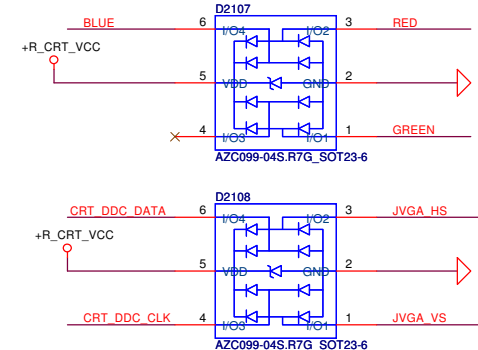 D2107
BLUE 6 I/O4 I/O2 3 RED
+R_CRT_VCC
5 VDD GND 2
4 I/O3 I/O1 1 GREEN
AZC099-04S.R7G_SOT23-6
D2108
CRT_DDC_DATA 6 I/O4 I/O2 3 JVGA_HS
+R_CRT_VCC
5 VDD GND 2
CRT_DDC_CLK 4 I/O3 I/O1 1 JVGA_VS
AZC099-04S.R7G_SOT23-6